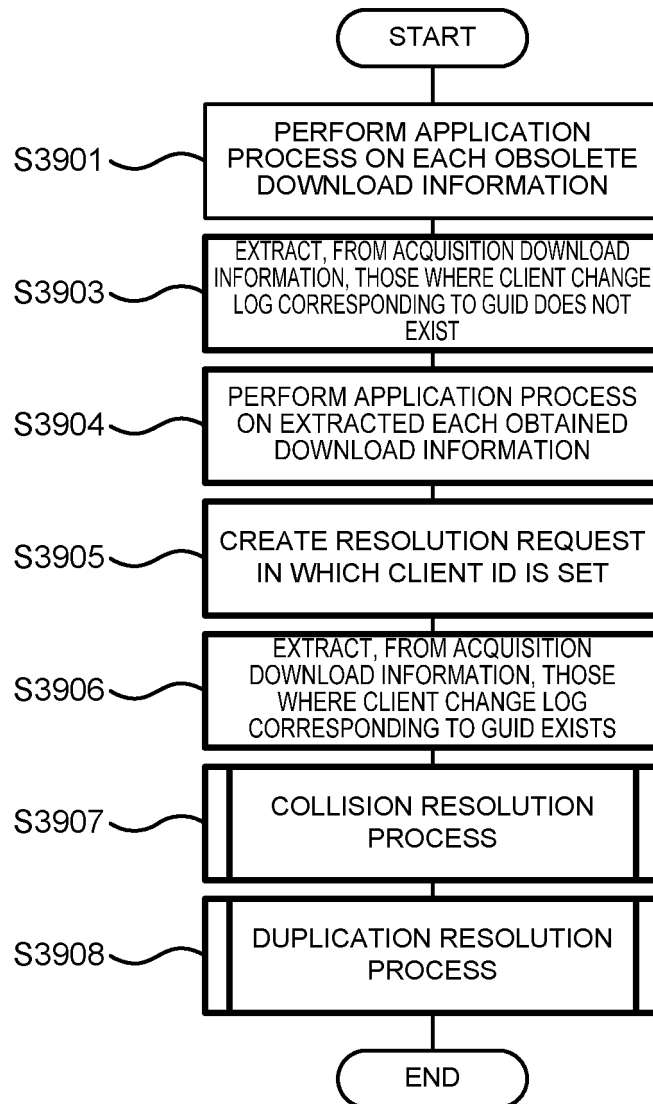 START
S3901
PERFORM APPLICATION
PROCESS ON EACH OBSOLETE
DOWNLOAD INFORMATION
S3903
EXTRACT, FROM ACQUISITION DOWNLOAD
INFORMATION, THOSE WHERE CLIENT CHANGE
LOG CORRESPONDING TO GUID DOES NOT
EXIST
S3904
PERFORM APPLICATION PROCESS
ON EXTRACTED EACH OBTAINED
DOWNLOAD INFORMATION
S3905
CREATE RESOLUTION REQUEST
IN WHICH CLIENT ID IS SET
S3906
EXTRACT, FROM ACQUISITION
DOWNLOAD INFORMATION, THOSE
WHERE CLIENT CHANGE LOG
CORRESPONDING TO GUID EXISTS
S3907
COLLISION RESOLUTION
PROCESS
S3908
DUPLICATION RESOLUTION
PROCESS
END